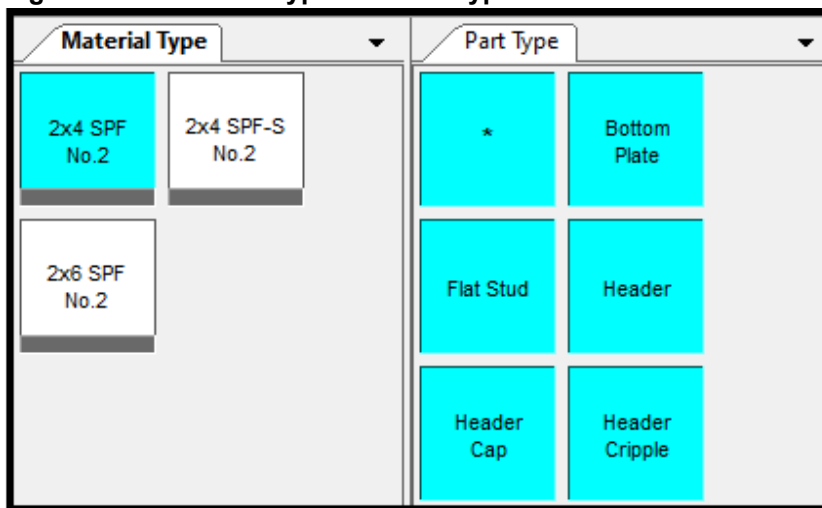 Material Type
Part Type
2x4 SPF
No.2
2x4 SPF-S
No.2
2x6 SPF
No.2
*
Bottom
Plate
Flat Stud
Header
Header
Cap
Header
Cripple